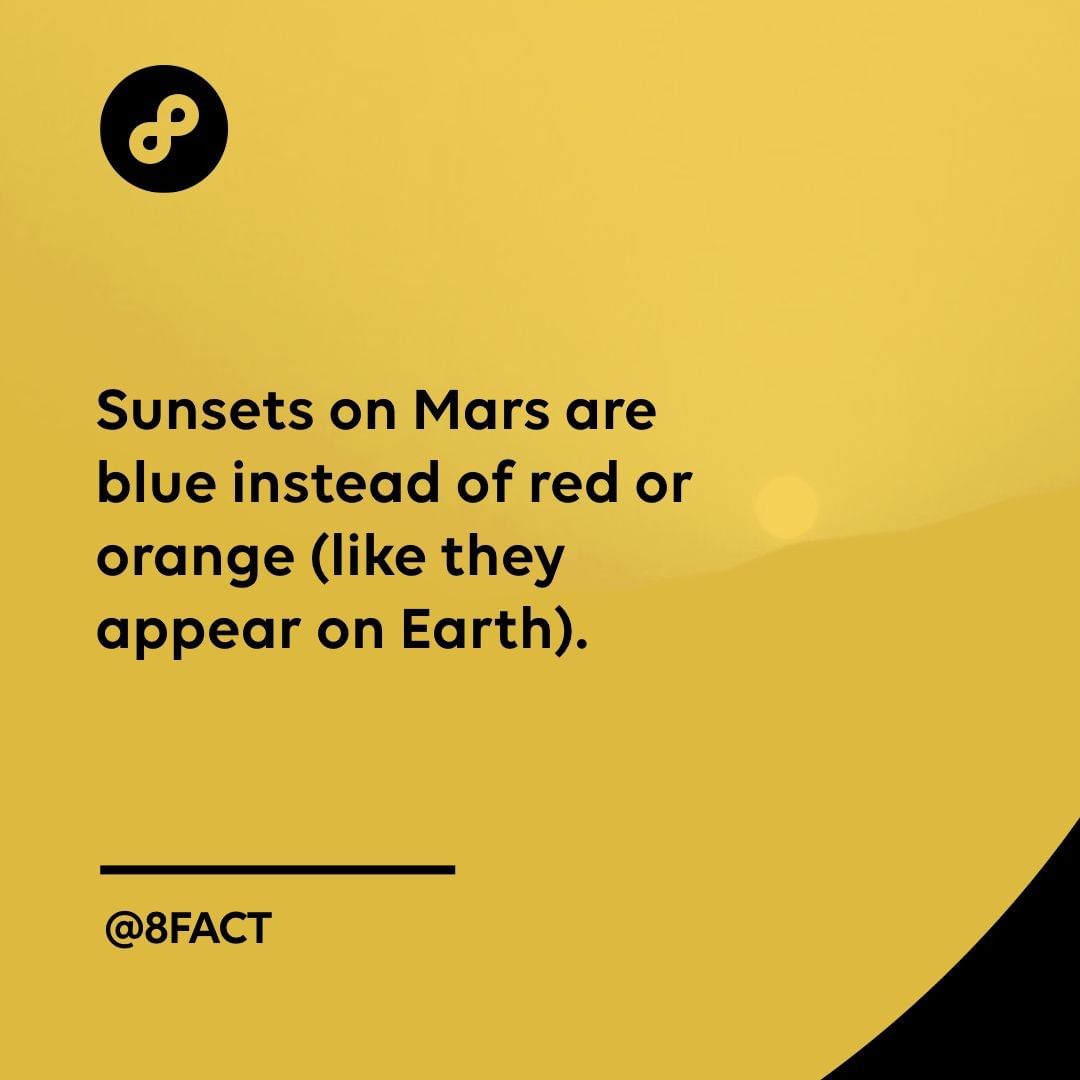 Sunsets on Mars are
blue instead of red or
orange (like they
appear on Earth).
@8FACT